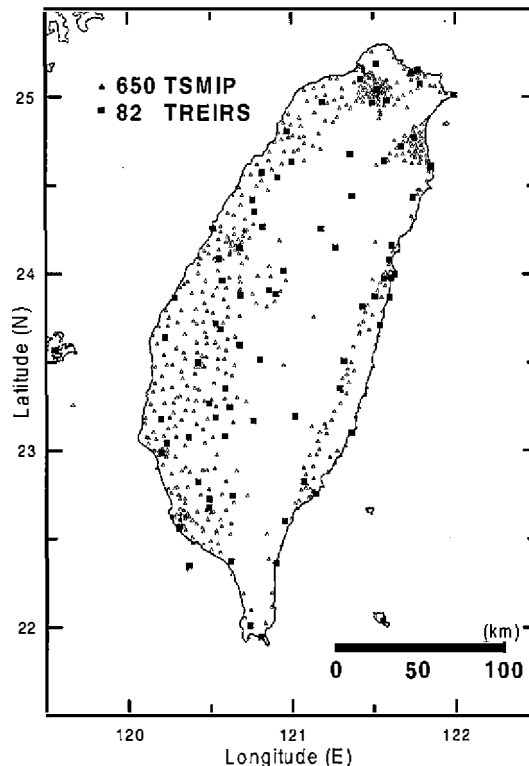 ▲ 650 TSMIP
■ 82 TREIRS
25
24
23
22
Latitude (N)
(km)
0 50 100
120 121 122
Longitude (E)